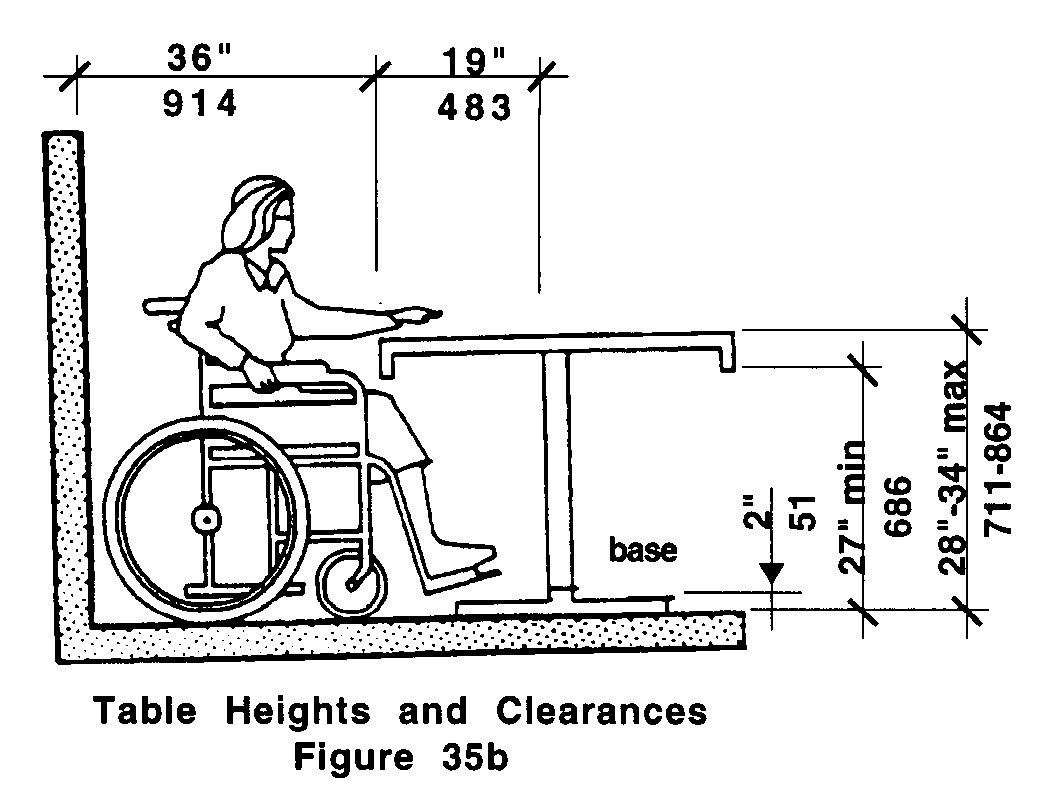 36"
914
19"
483
base
2"
51
27" min
686
28"-34" max
711-864
Table Heights and Clearances
Figure 35b